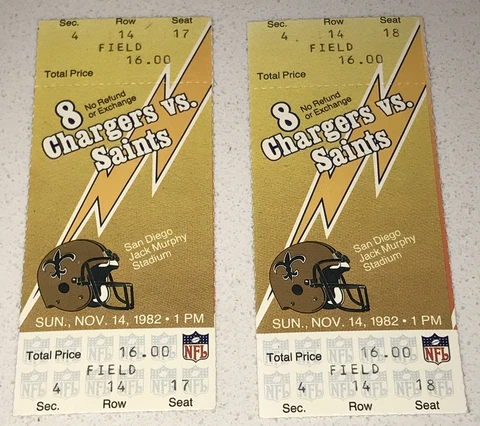 Sec. Row Seat
4 14 17
FIELD
16.00
Total Price
8 No Refund
or Exchange
Chargers vs.
Saints
San Diego
Jack Murphy
Stadium
SUN., NOV. 14, 1982 • 1 PM
Total Price 16.00 NFL
FIELD
4 14 17
Sec. Row Seat
Sec. Row Seat
4 14 18
FIELD
16.00
Total Price
8 No Refund
or Exchange
Chargers vs.
Saints
San Diego
Jack Murphy
Stadium
SUN., NOV. 14, 1982 • 1 PM
Total Price 16.00 NFL
FIELD
4 14 18
Sec. Row Seat